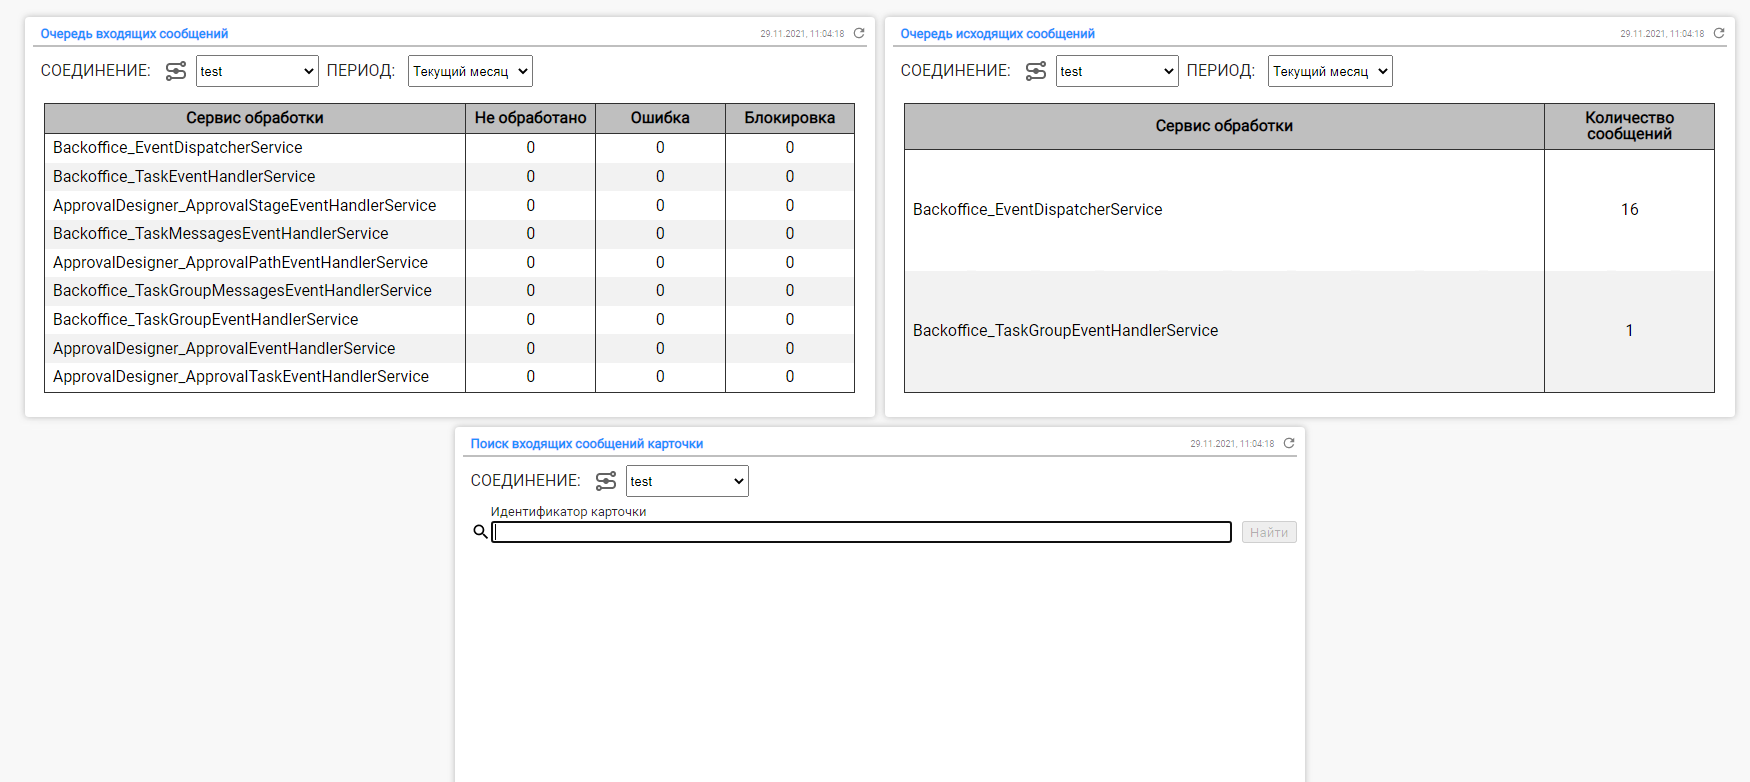 Очередь входящих сообщений
29.11.2021, 11:04:18
СОЕДИНЕНИЕ: test ПЕРИОД: Текущий месяц
Сервис обработки Не обработано Ошибка Блокировка
Backoffice_EventDispatcherService 0 0 0
Backoffice_TaskEventHandlerService 0 0 0
ApprovalDesigner_ApprovalStageEventHandlerService 0 0 0
Backoffice_TaskMessagesEventHandlerService 0 0 0
ApprovalDesigner_ApprovalPathEventHandlerService 0 0 0
Backoffice_TaskGroupMessagesEventHandlerService 0 0 0
Backoffice_TaskGroupEventHandlerService 0 0 0
ApprovalDesigner_ApprovalEventHandlerService 0 0 0
ApprovalDesigner_ApprovalTaskEventHandlerService 0 0 0
Очередь исходящих сообщений
29.11.2021, 11:04:18
СОЕДИНЕНИЕ: test ПЕРИОД: Текущий месяц
Сервис обработки Количество
сообщений
Backoffice_EventDispatcherService 16
Backoffice_TaskGroupEventHandlerService 1
Поиск входящих сообщений карточки
29.11.2021, 11:04:18
СОЕДИНЕНИЕ: test
Идентификатор карточки
Найти